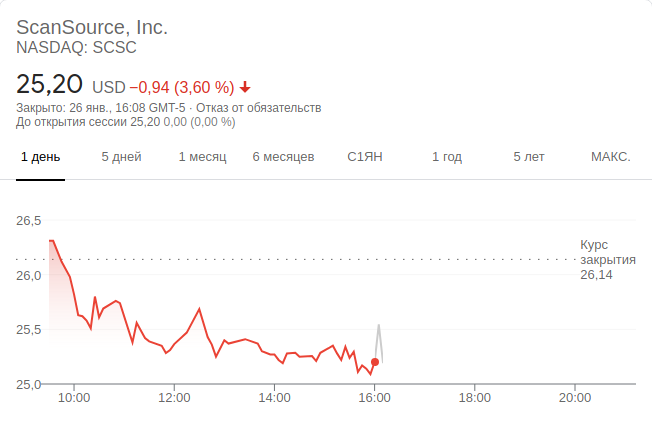 ScanSource, Inc.
NASDAQ: SCSC
25,20 USD −0,94 (3,60 %)
Закрыто: 26 янв., 16:08 GMT-5 · Отказ от обязательств
До открытия сессии 25,20 0,00 (0,00 %)
1 день 5 дней 1 месяц 6 месяцев С1ЯН 1 год 5 лет МАКС.
26,5
26,0
25,5
25,0
Курс
закрытия
26,14
10:00 12:00 14:00 16:00 18:00 20:00